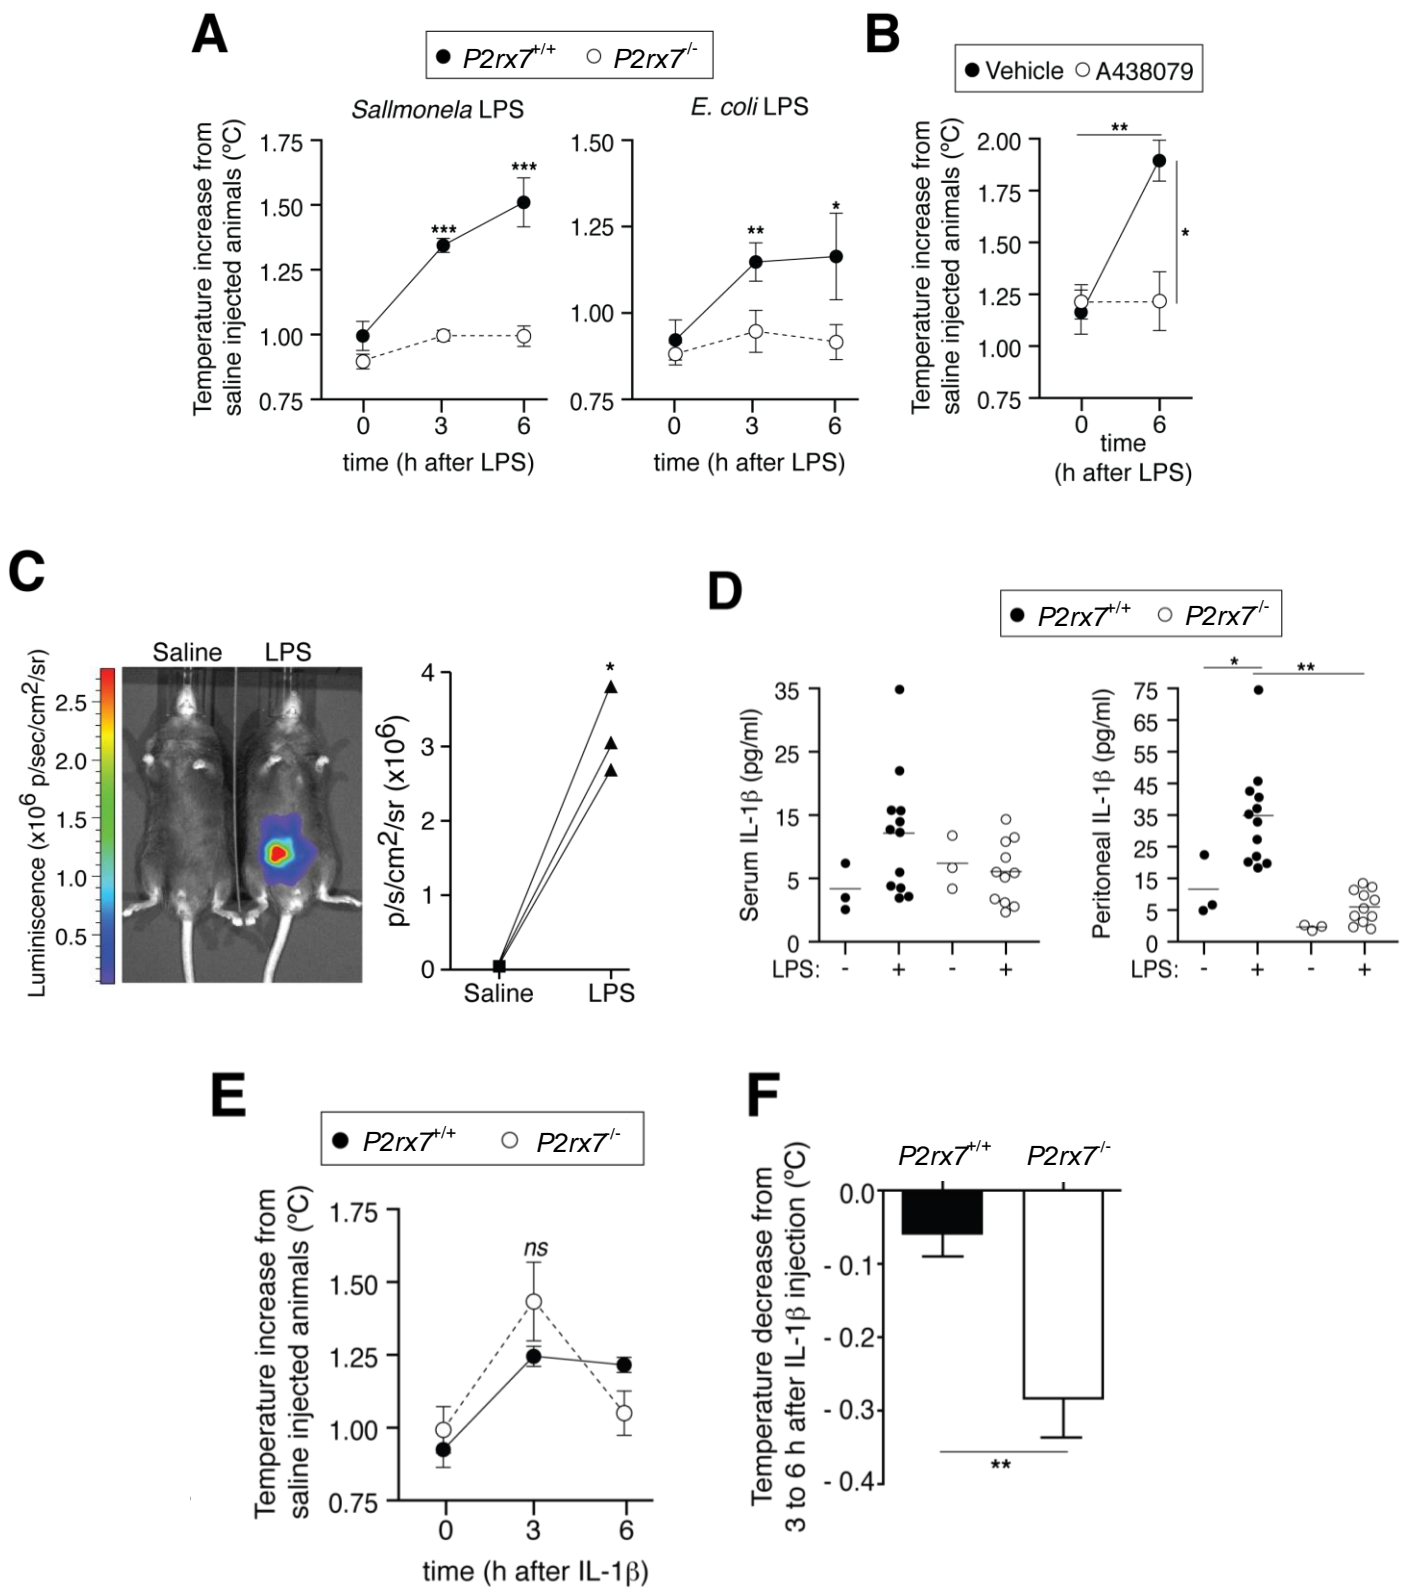 A
P2rx7+/+ P2rx7-/-
Sallmonela LPS
Temperature increase from
saline injected animals (ºC)
1.75
1.50
1.25
1.00
0.75
***
***
0 3 6
time (h after LPS)
E. coli LPS
1.50
1.25
1.00
0.75
**
*
0 3 6
time (h after LPS)
B
Vehicle A438079
Temperature increase from
saline injected animals (ºC)
2.00
1.75
1.50
1.25
1.00
0.75
**
*
0 6
time
(h after LPS)
C
Saline LPS
Luminiscence (x106 p/sec/cm2/sr)
2.5
2.0
1.5
1.0
0.5
p/s/cm2/sr (x106)
4
3
2
1
0
*
Saline LPS
D
P2rx7+/+ P2rx7-/-
Serum IL-1β (pg/ml)
35
25
15
5
0
LPS: - + - +
Peritoneal IL-1β (pg/ml)
75
65
55
45
35
25
15
5
0
* **
LPS: - + - +
E
P2rx7+/+ P2rx7-/-
Temperature increase from
saline injected animals (ºC)
1.75
1.50
1.25
1.00
0.75
ns
0 3 6
time (h after IL-1β)
F
P2rx7+/+ P2rx7-/-
Temperature decrease from
3 to 6 h after IL-1β injection (ºC)
0.0
- 0.1
- 0.2
- 0.3
- 0.4
**